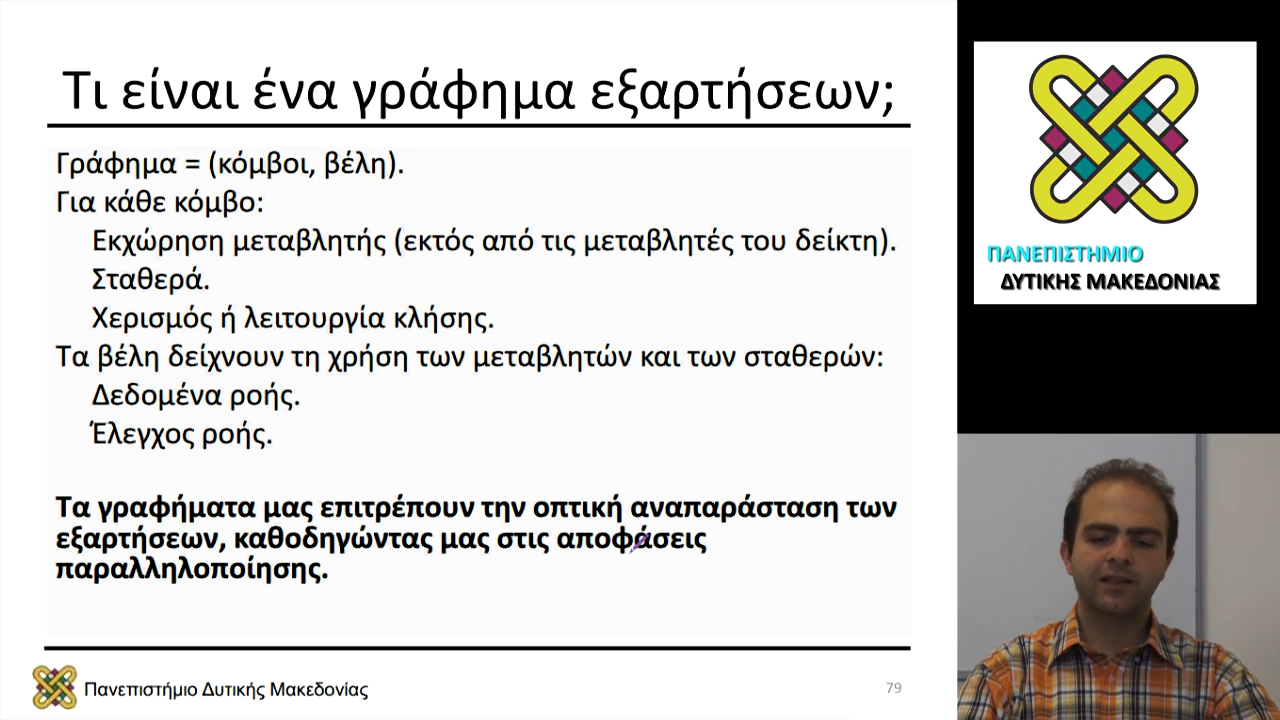 Τι είναι ένα γράφημα εξαρτήσεων;
Γράφημα = (κόμβοι, βέλη).
Για κάθε κόμβο:
Εκχώρηση μεταβλητής (εκτός από τις μεταβλητές του δείκτη).
Σταθερά.
Χερισμός ή λειτουργία κλήσης.
Τα βέλη δείχνουν τη χρήση των μεταβλητών και των σταθερών:
Δεδομένα ροής.
Έλεγχος ροής.
Τα γραφήματα μας επιτρέπουν την οπτική αναπαράσταση των
εξαρτήσεων, καθοδηγώντας μας στις αποφάσεις
παραλληλοποίησης.
Πανεπιστήμιο Δυτικής Μακεδονίας
79
ΠΑΝΕΠΙΣΤΗΜΙΟ
ΔΥΤΙΚΗΣ ΜΑΚΕΔΟΝΙΑΣ